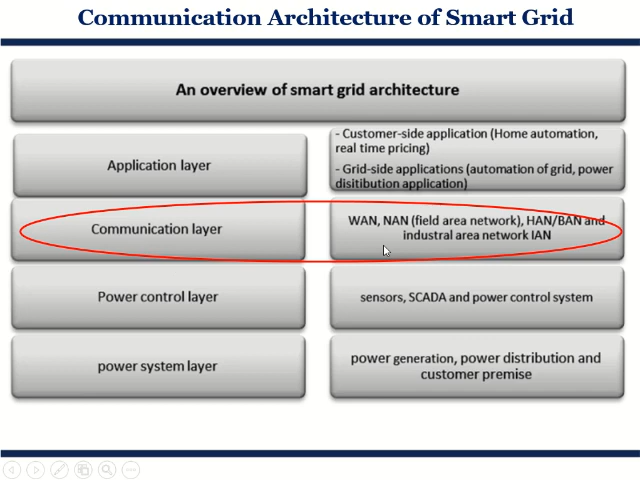 Communication Architecture of Smart Grid
An overview of smart grid architecture
Application layer
- Customer-side application (Home automation,
real time pricing)
- Grid-side applications (automation of grid, power
disitibution application)
Communication layer
WAN, NAN (field area network), HAN/BAN and
industral area network IAN
Power control layer
sensors, SCADA and power control system
power system layer
power generation, power distribution and
customer premise